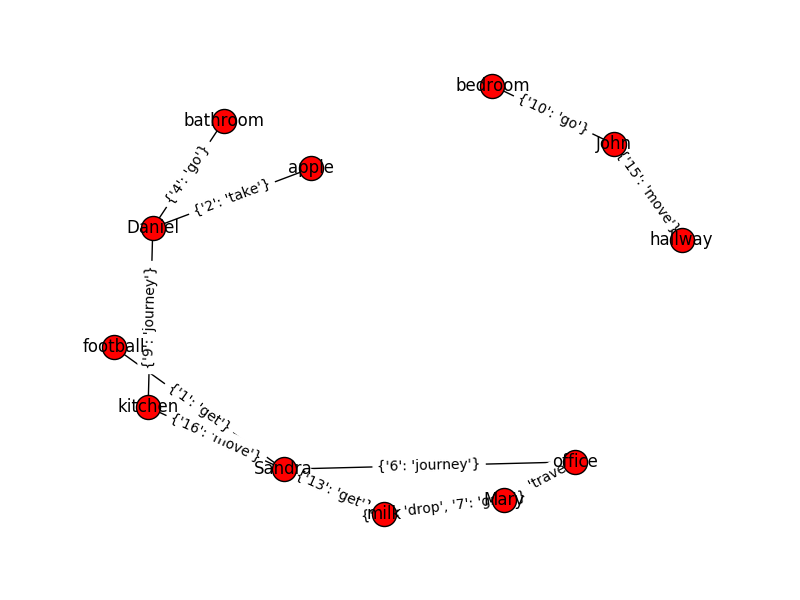 bedroom
{'10': 'go'}
bathroom
John
{'4': 'go'}
apple
{'15': 'move'}
{'2': 'take'}
Daniel
hallway
{'9': 'journey'}
football
{'1': 'get'}
kitchen
{'16': 'move'}
Sandra
{'6': 'journey'}
office
{'13': 'get'}
Mary
'drop', '7':
milk